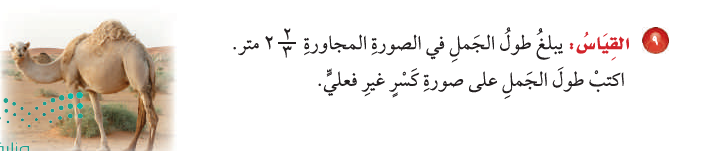 ٩ القِيَاسُ: يبلغُ طولُ الجَملِ في الصورةِ المجاورةِ ٢ ٢/٣ متر.
اكتبْ طولَ الجَملِ على صورةِ كَسْرٍ غيرِ فعليٍّ.